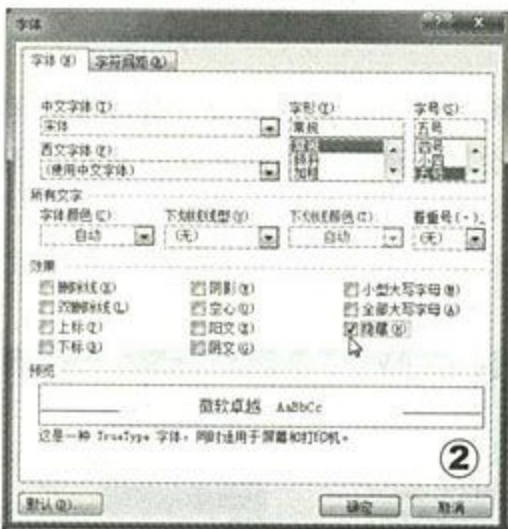 字体
字体(N) 字符间距(R)
中文字体(T): 字形(Y): 字号(S):
宋体 常规 五号
西文字体(F): 常规 四号
(使用中文字体) 倾斜 小四
加粗 五号
所有文字
字体颜色(C): 下划线线型(U): 下划线颜色(I): 着重号(·):
自动 (无) 自动 (无)
效果
删除线(K) 阴影(W) 小型大写字母(M)
双删除线(L) 空心(O) 全部大写字母(A)
上标(P) 阳文(E) 隐藏(H)
下标(B) 阴文(G)
预览
微软卓越 AaBbCc
这是一种 TrueType 字体,同时适用于屏幕和打印机。
2
默认(D)... 确定 取消